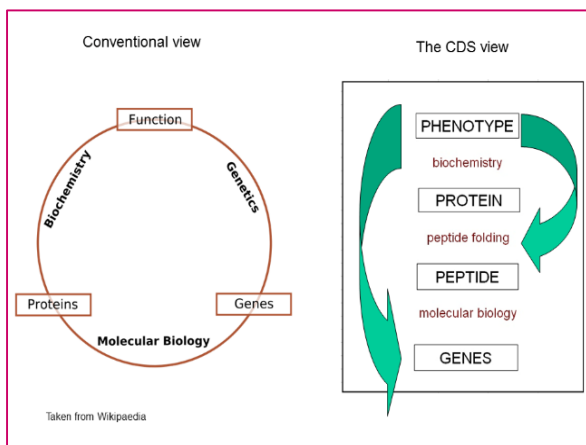 Conventional view
Function
Biochemistry
Genetics
Proteins
Genes
Molecular Biology
Taken from Wikipaedia
The CDS view
PHENOTYPE
biochemistry
PROTEIN
peptide folding
PEPTIDE
molecular biology
GENES